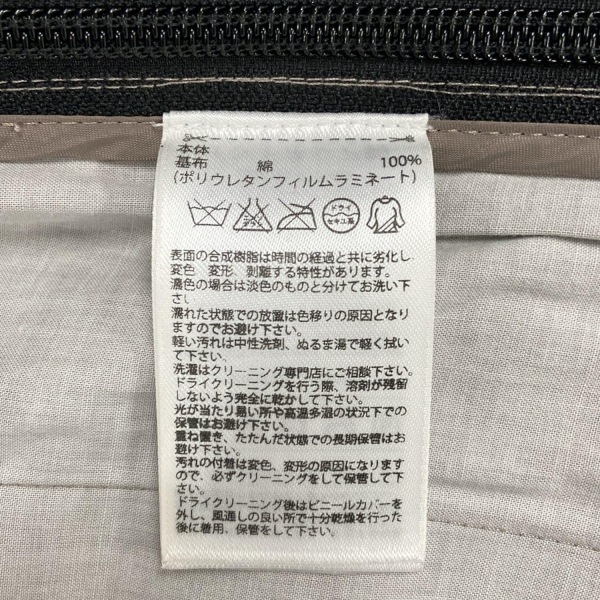 本体
基布 綿 100%
(ポリウレタンフィルムラミネート)
エンソサラシ
ドライ
セキユ系
表面の合成樹脂は時間の経過と共に劣化し
変色 変形、剥離する特性があります。
濃色の場合は淡色のものと分けてお洗い下
さい。
濡れた状態での放置は色移りの原因となり
ますのでお避け下さい。
軽い汚れは中性洗剤、ぬるま湯で軽く拭い
て下さい。
洗濯はクリーニング専門店にご相談下さい。
ドライクリーニングを行う際、溶剤が残留
しないよう完全に乾かして下さい。
光が当たり易い所や高温多湿の状況下での
保管はお避け下さい。
重ね置き、たたんだ状態での長期保管はお
避け下さい。
汚れの付着は変色、変形の原因になります
ので、必ずクリーニングをして保管をして
下さい。
ドライクリーニング後はビニールカバーを
外し、風通しの良い所で十分乾燥を行った
後に着用、保管をして下さい。